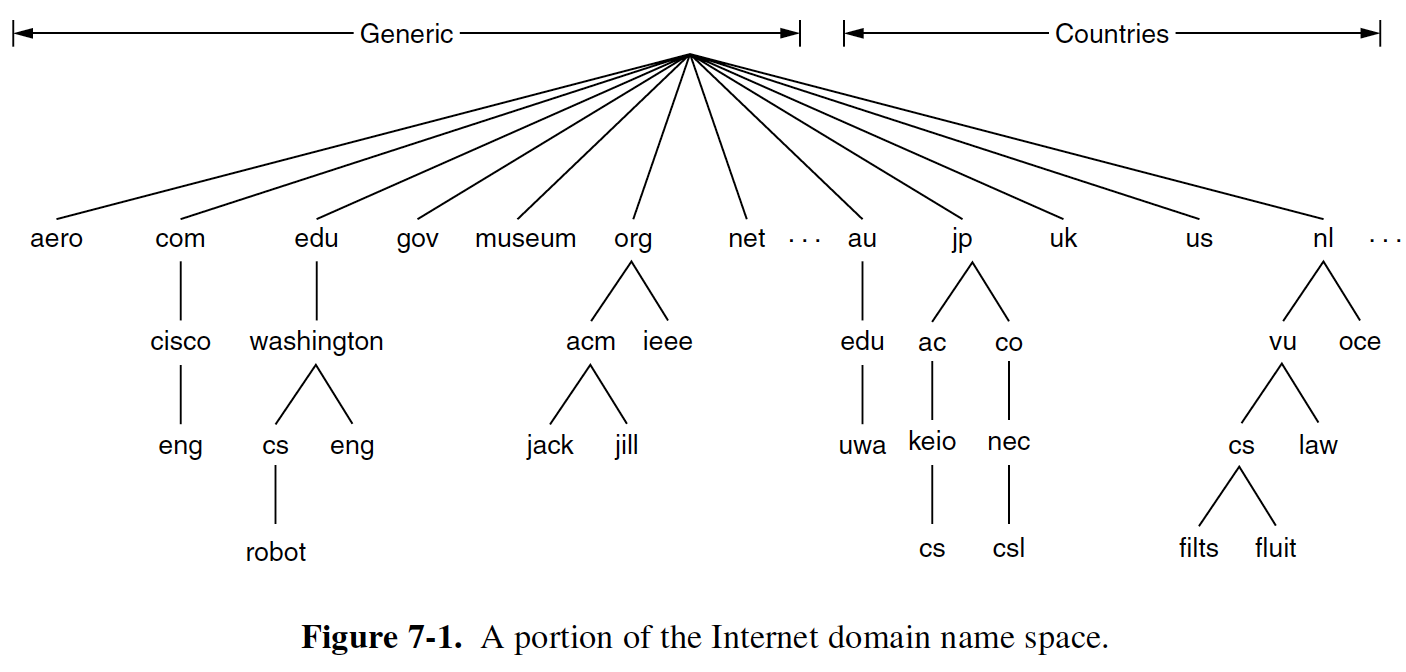 Generic Countries
aero com edu gov museum org net ... au jp uk us nl ...
cisco washington acm ieee edu ac co vu oce
eng cs eng jack jill uwa keio nec cs law
robot cs csl filts fluit
Figure 7-1. A portion of the Internet domain name space.